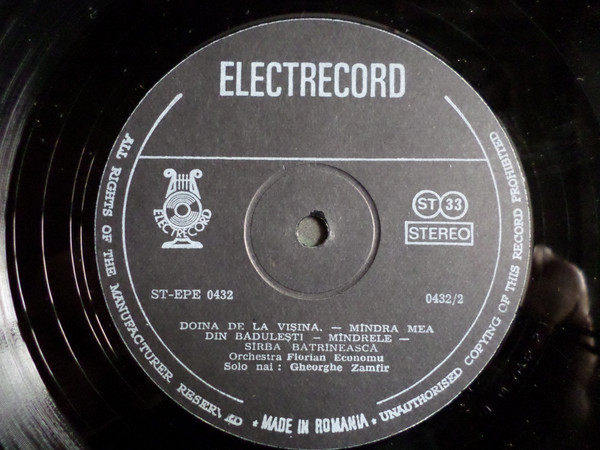 ELECTRECORD
ELECTRECORD
ST 33
STEREO
ST-EPE 0432
0432/2
DOINA DE LA VIȘINA. – MÎNDRA MEA
DIN BĂDULEȘTI – MÎNDRELE –
SÎRBA BĂTRINEASCĂ
Orchestra Florian Economu
Solo nai : Gheorghe Zamfir
ALL RIGHTS OF THE MANUFACTURER RESERVED ★ MADE IN ROMANIA ★ UNAUTHORISED COPYING OF THIS RECORD PROHIBITED